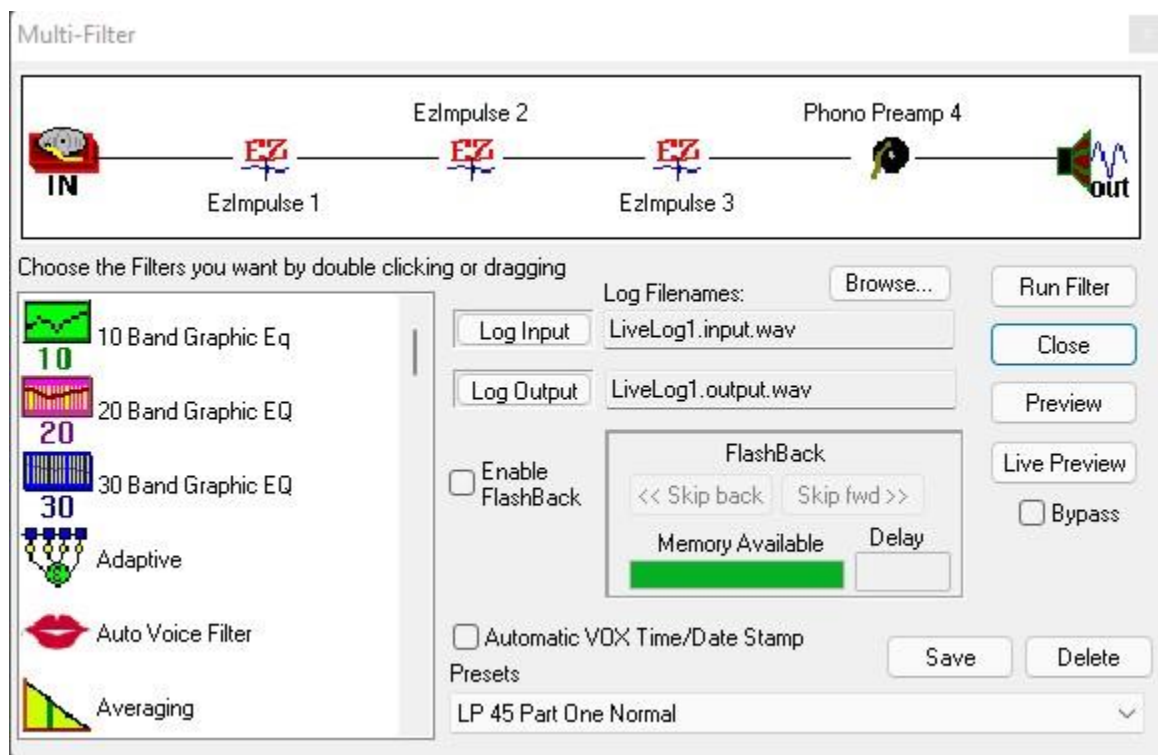 Multi-Filter
EzImpulse 2
Phono Preamp 4
EZ
EZ
EZ
IN
out
EzImpulse 1
EzImpulse 3
Choose the Filters you want by double clicking or dragging
10
10 Band Graphic Eq
20
20 Band Graphic EQ
30
30 Band Graphic EQ
Adaptive
Auto Voice Filter
Averaging
Log Filenames:
Browse...
Log Input
LiveLog1.input.wav
Log Output
LiveLog1.output.wav
Enable
FlashBack
FlashBack
<< Skip back
Skip fwd >>
Memory Available
Delay
Run Filter
Close
Preview
Live Preview
Bypass
Automatic VOX Time/Date Stamp
Save
Delete
Presets
LP 45 Part One Normal